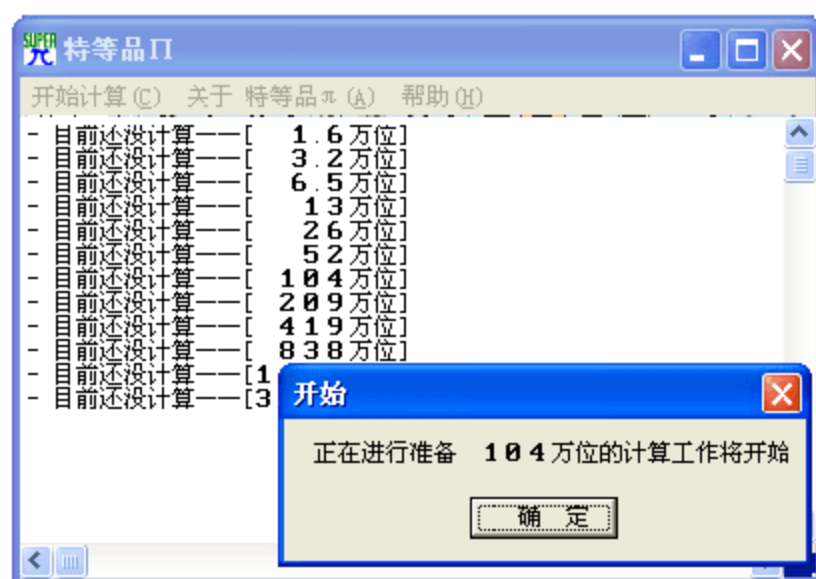 SUPER π 特等品Π
开始计算(C) 关于 特等品π(A) 帮助(H)
- 目前还没计算——[ 1.6万位]
- 目前还没计算——[ 3.2万位]
- 目前还没计算——[ 6.5万位]
- 目前还没计算——[ 13万位]
- 目前还没计算——[ 26万位]
- 目前还没计算——[ 52万位]
- 目前还没计算——[ 104万位]
- 目前还没计算——[ 209万位]
- 目前还没计算——[ 419万位]
- 目前还没计算——[ 838万位]
- 目前还没计算——[1
- 目前还没计算——[3
开始
正在进行准备 104万位的计算工作将开始
确 定